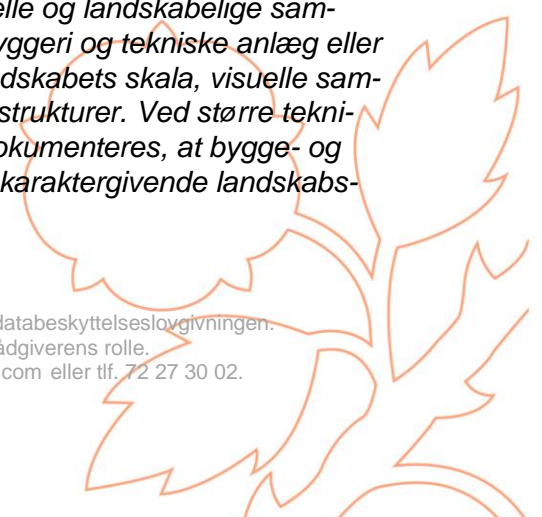 elle og landskabelige sam-
yggeri og tekniske anlæg eller
dskabets skala, visuelle sam-
strukturer. Ved større tekni-
okumenteres, at bygge- og
karaktergivende landskabs-
databeskyttelseslovgivningen.
ådgiverens rolle.
com eller tlf. 72 27 30 02.